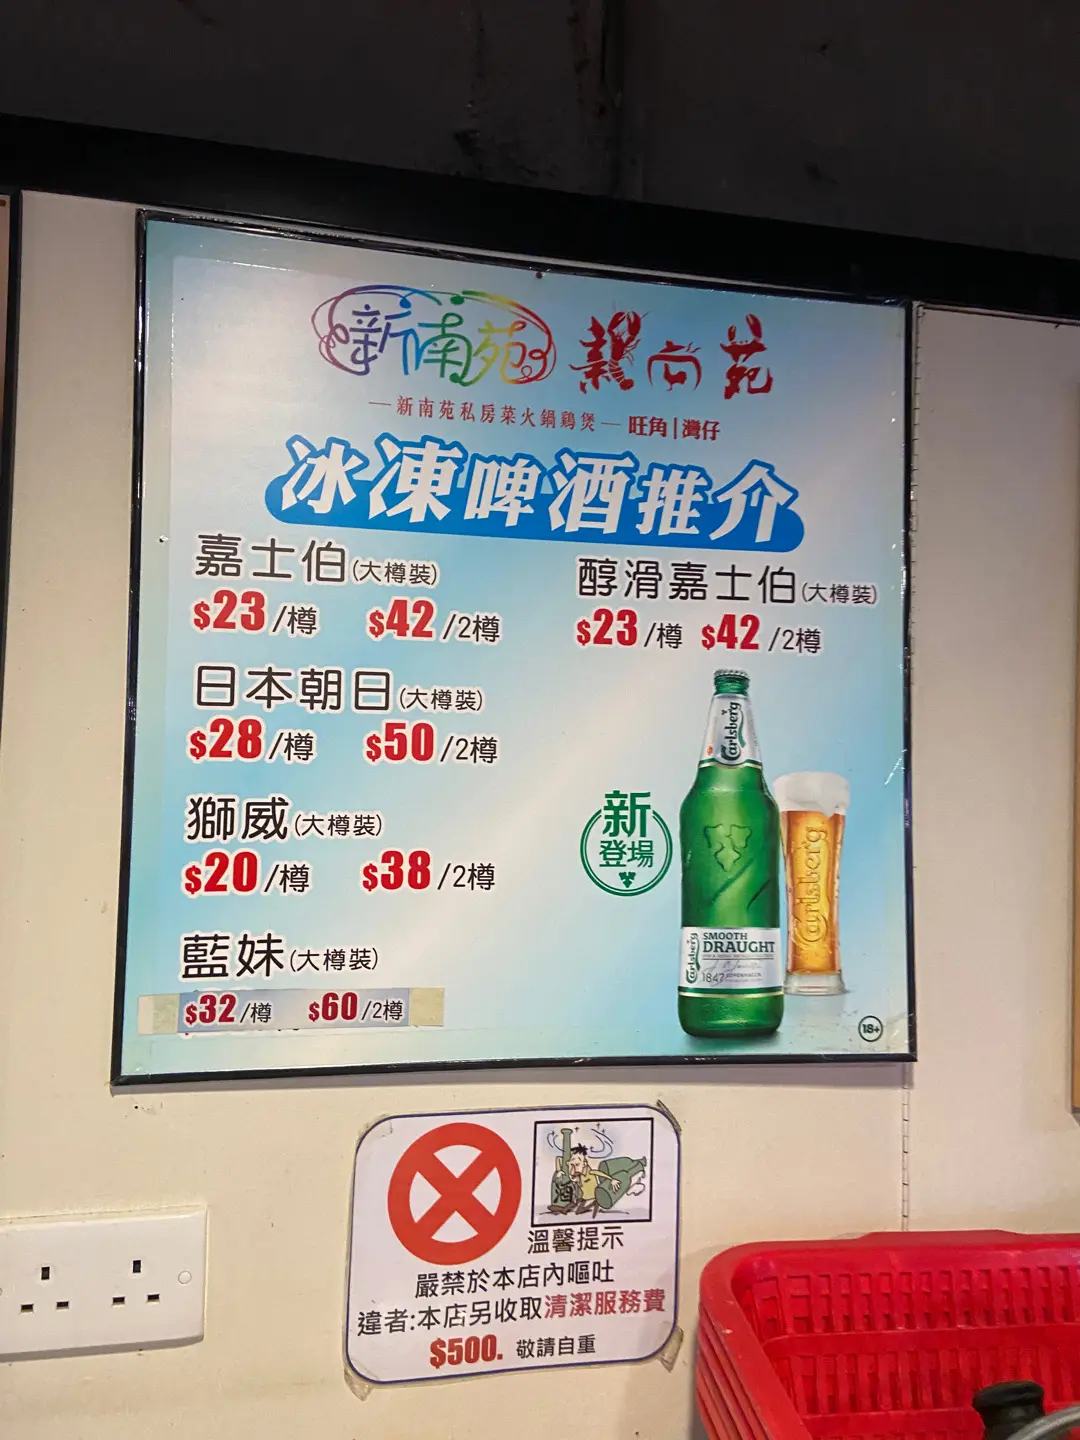 新南苑 新南苑
—新南苑私房菜火鍋鷄煲— 旺角|灣仔
冰凍啤酒推介
嘉士伯(大樽裝)
$23/樽 $42/2樽
醇滑嘉士伯(大樽裝)
$23/樽 $42/2樽
日本朝日(大樽裝)
$28/樽 $50/2樽
獅威(大樽裝)
$20/樽 $38/2樽
藍妹(大樽裝)
$32/樽 $60/2樽
新
登場
Carlsberg
Carlsberg
Carlsberg
SMOOTH
DRAUGHT
1847 COPENHAGEN
18+
酒
溫馨提示
嚴禁於本店內嘔吐
違者:本店另收取清潔服務費
$500. 敬請自重